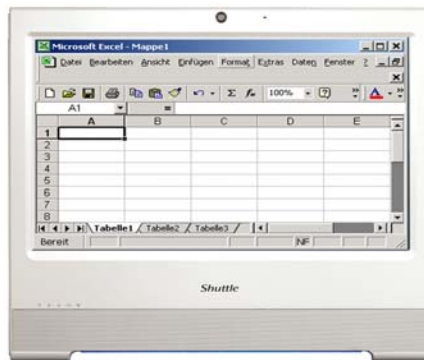 Microsoft Excel - Mappe1
Datei Bearbeiten Ansicht Einfügen Format Extras Daten Fenster ?
100%
A1 =
A B C D E
1
2
3
4
5
6
7
8
Tabelle1 Tabelle2 Tabelle3
Bereit NF
Shuttle